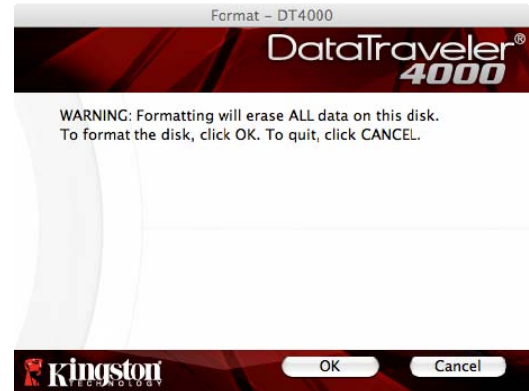 Format – DT4000
DataTraveler®
4000
WARNING: Formatting will erase ALL data on this disk.
To format the disk, click OK. To quit, click CANCEL.
Kingston
TECHNOLOGY
OK
Cancel